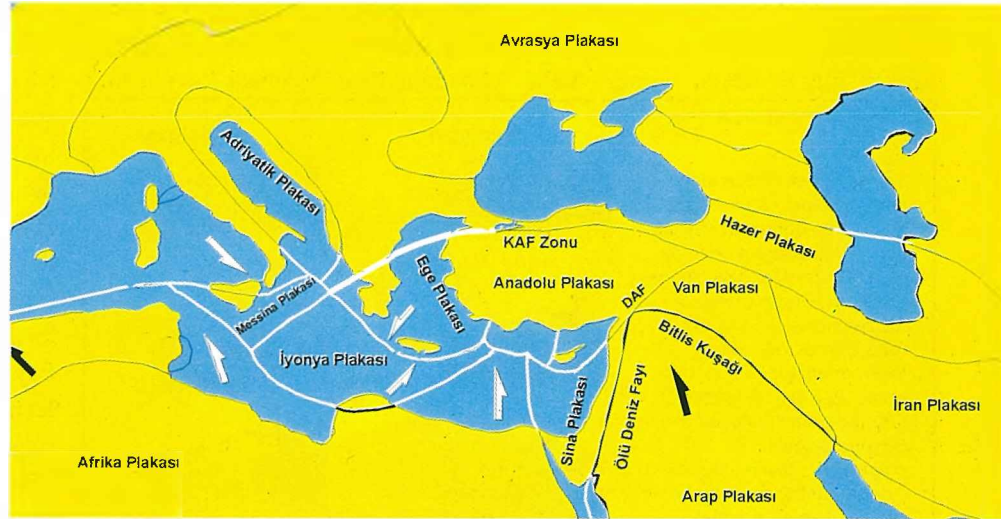 Avrasya Plakası
Adriyatik Plakası
Hazer Plakası
KAF Zonu
Ege Plakası
Anadolu Plakası
DAF
Van Plakası
Messina Plakası
Bitlis Kuşağı
İyonya Plakası
Sina Plakası
Ölü Deniz Fayı
İran Plakası
Afrika Plakası
Arap Plakası